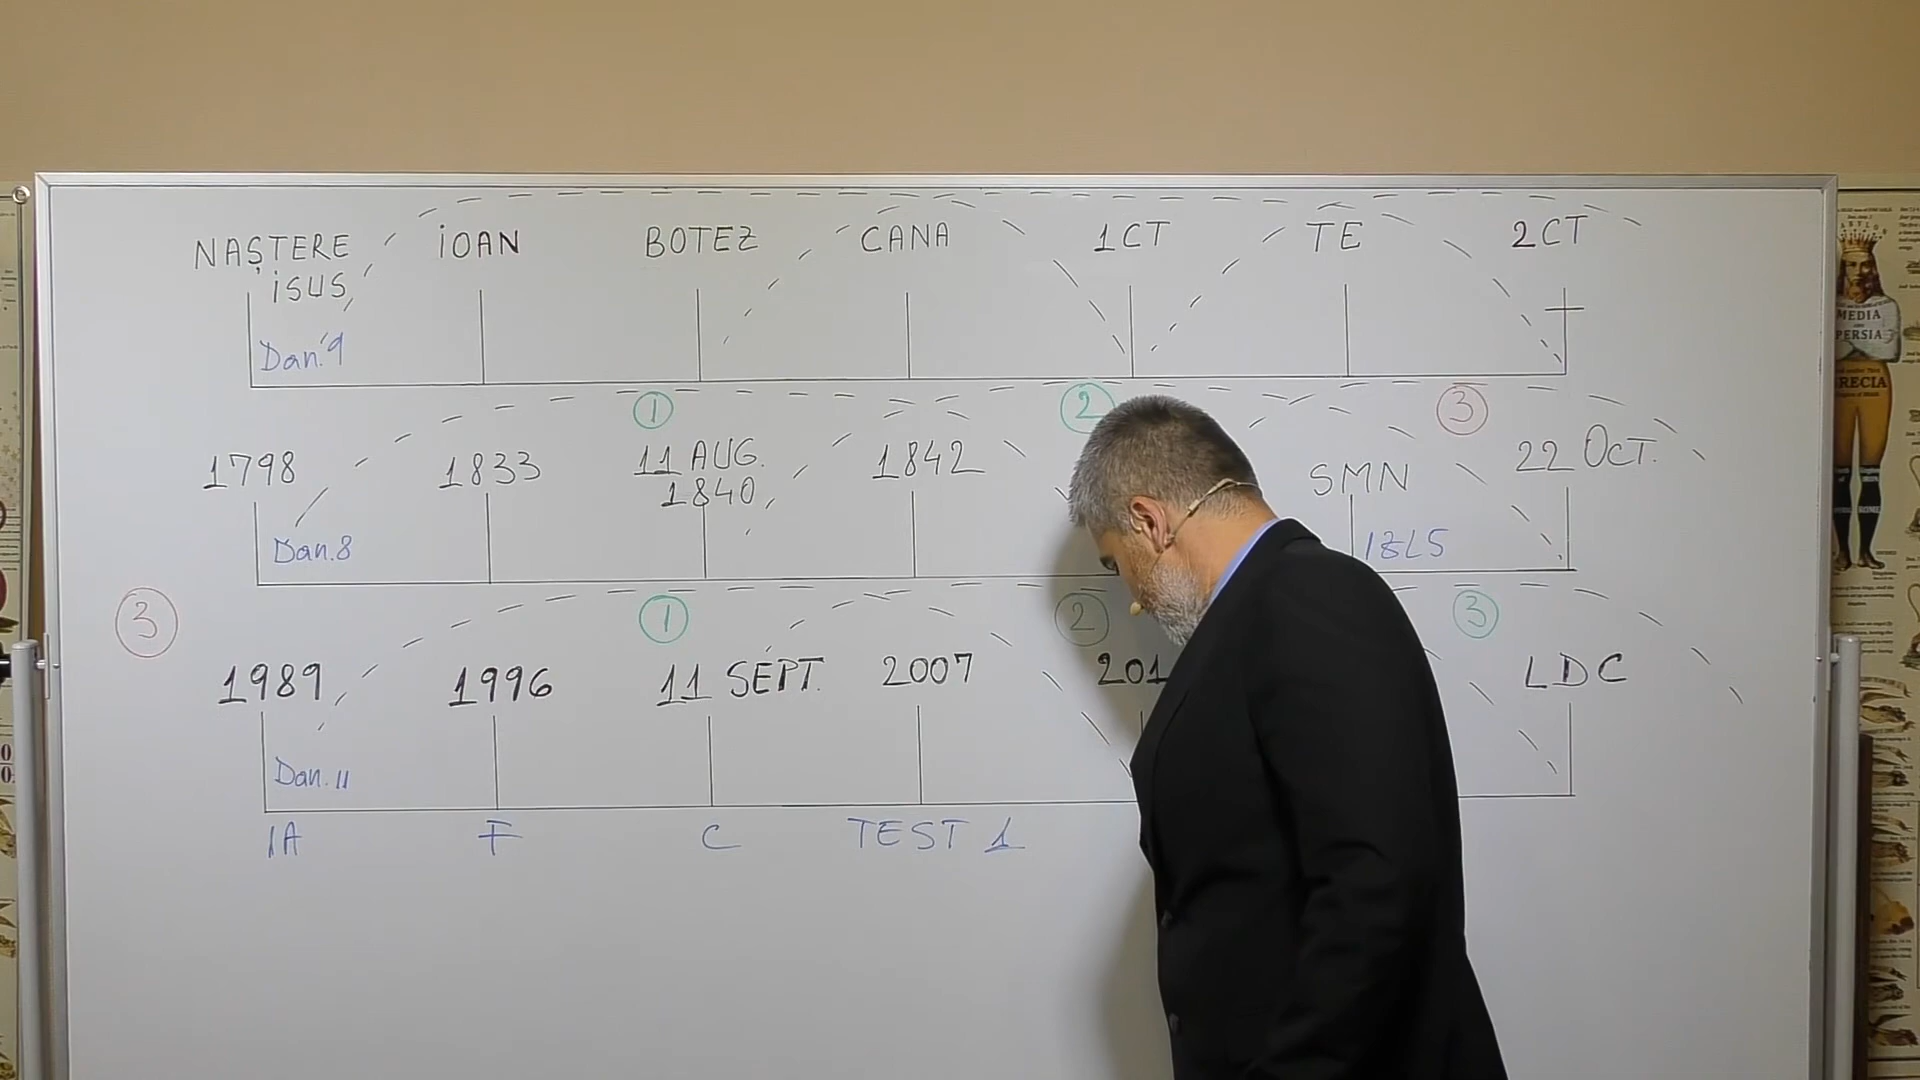 NAȘTERE IOAN BOTEZ CANA 1CT TE 2CT
ISUS
Dan. 9
1 2 3
1798 1833 11 AUG. 1842 SMN 22 OCT.
1840
Dan. 8 IZL5
3 1 2 3
1989 1996 11 SEPT. 2007 201 LDC
Dan. 11
IA F C TEST 1
MEDIA
PERSIA
GRECIA